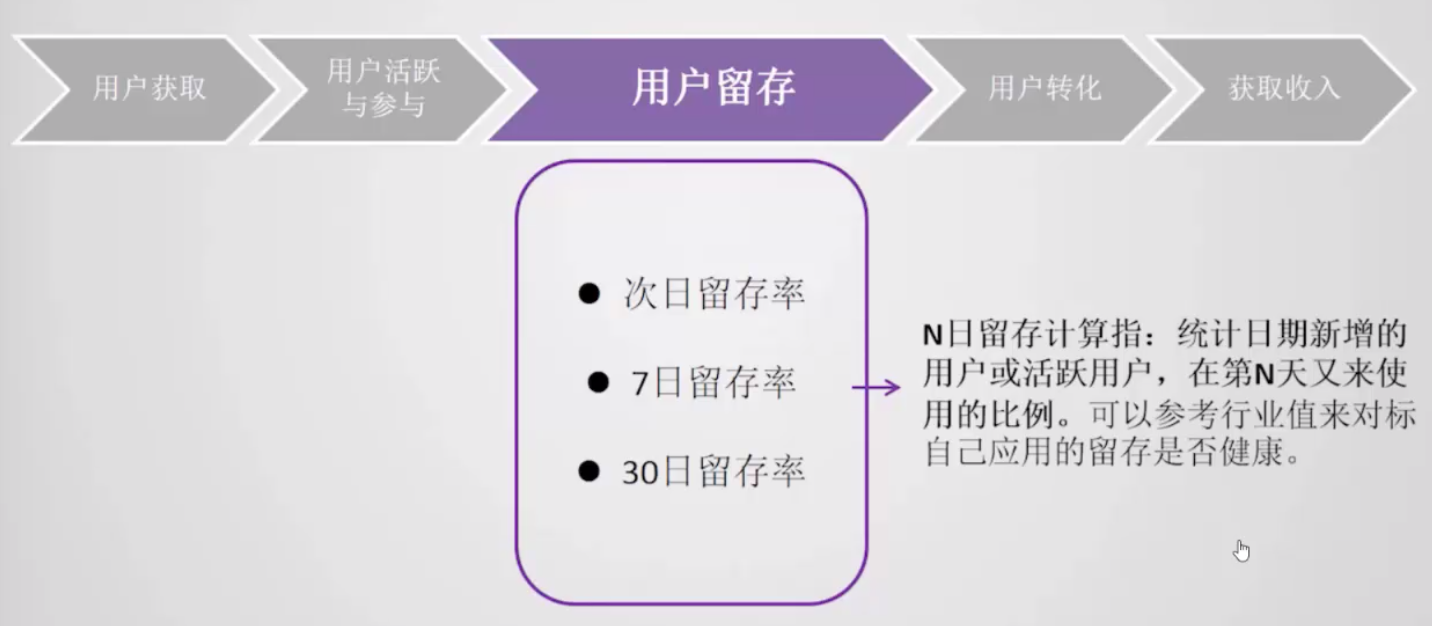 用户获取
用户活跃
与参与
用户留存
用户转化
获取收入
● 次日留存率
● 7日留存率
● 30日留存率
N日留存计算指：统计日期新增的
用户或活跃用户，在第N天又来使
用的比例。可以参考行业值来对标
自己应用的留存是否健康。